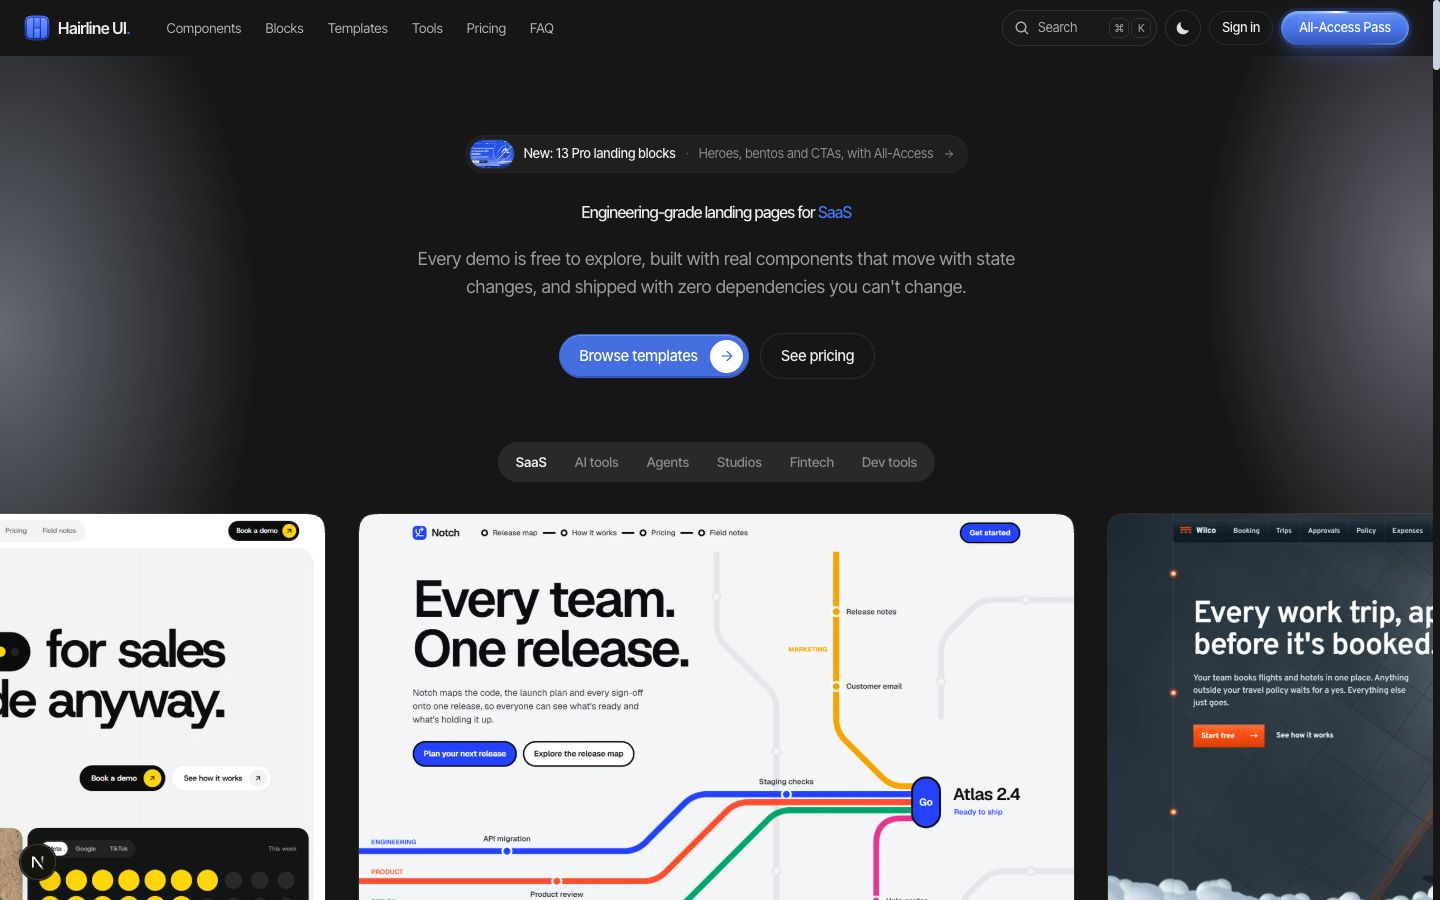 Hairline UI.
Components
Blocks
Templates
Tools
Pricing
FAQ
Search
⌘
K
Sign in
All-Access Pass
New: 13 Pro landing blocks · Heroes, bentos and CTAs, with All-Access →
Engineering-grade landing pages for SaaS
Every demo is free to explore, built with real components that move with state
changes, and shipped with zero dependencies you can't change.
Browse templates →
See pricing
SaaS
AI tools
Agents
Studios
Fintech
Dev tools
Pricing
Field notes
Book a demo
for sales
anyway.
Book a demo
See how it works
Google
TikTok
This week
N
Notch
Release map
How it works
Pricing
Field notes
Get started
Every team.
One release.
Notch maps the code, the launch plan and every sign-off
onto one release, so everyone can see what's ready and
what's holding it up.
Plan your next release
Explore the release map
Release notes
MARKETING
Customer email
Staging checks
Go
Atlas 2.4
Ready to ship
API migration
ENGINEERING
PRODUCT
Product review
Wilco
Booking
Trips
Approvals
Policy
Expenses
Every work trip,
before it's booked.
Your team books flights and hotels in one place. Anything
outside your travel policy waits for a yes. Everything else
just goes.
Start free →
See how it works